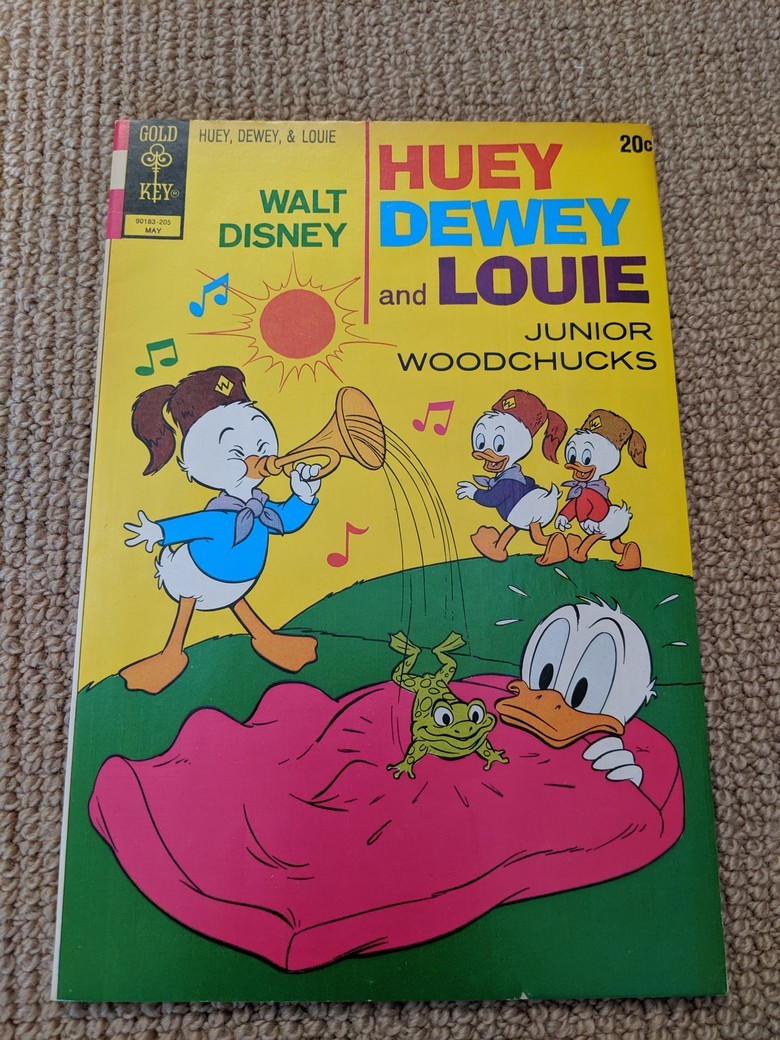 GOLD
KEY
90183-205
MAY
HUEY, DEWEY, & LOUIE
20c
WALT
DISNEY
HUEY
DEWEY
and LOUIE
JUNIOR
WOODCHUCKS
W
W
W